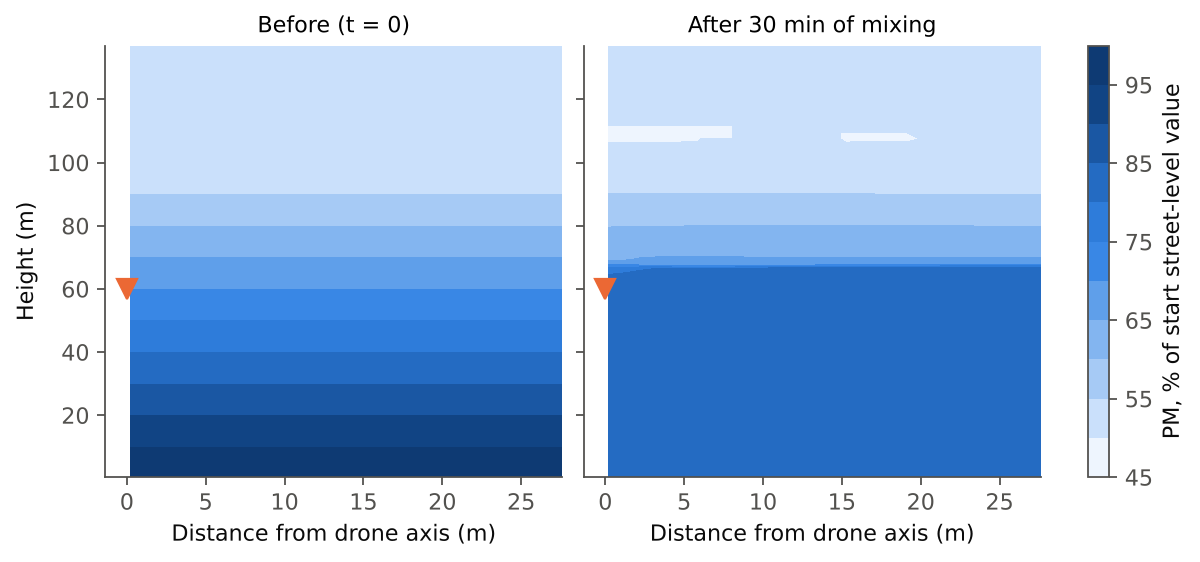 Before (t = 0)
After 30 min of mixing
Height (m)
120
100
80
60
40
20
0 5 10 15 20 25
Distance from drone axis (m)
0 5 10 15 20 25
Distance from drone axis (m)
95
85
75
65
55
45
PM, % of start street-level value